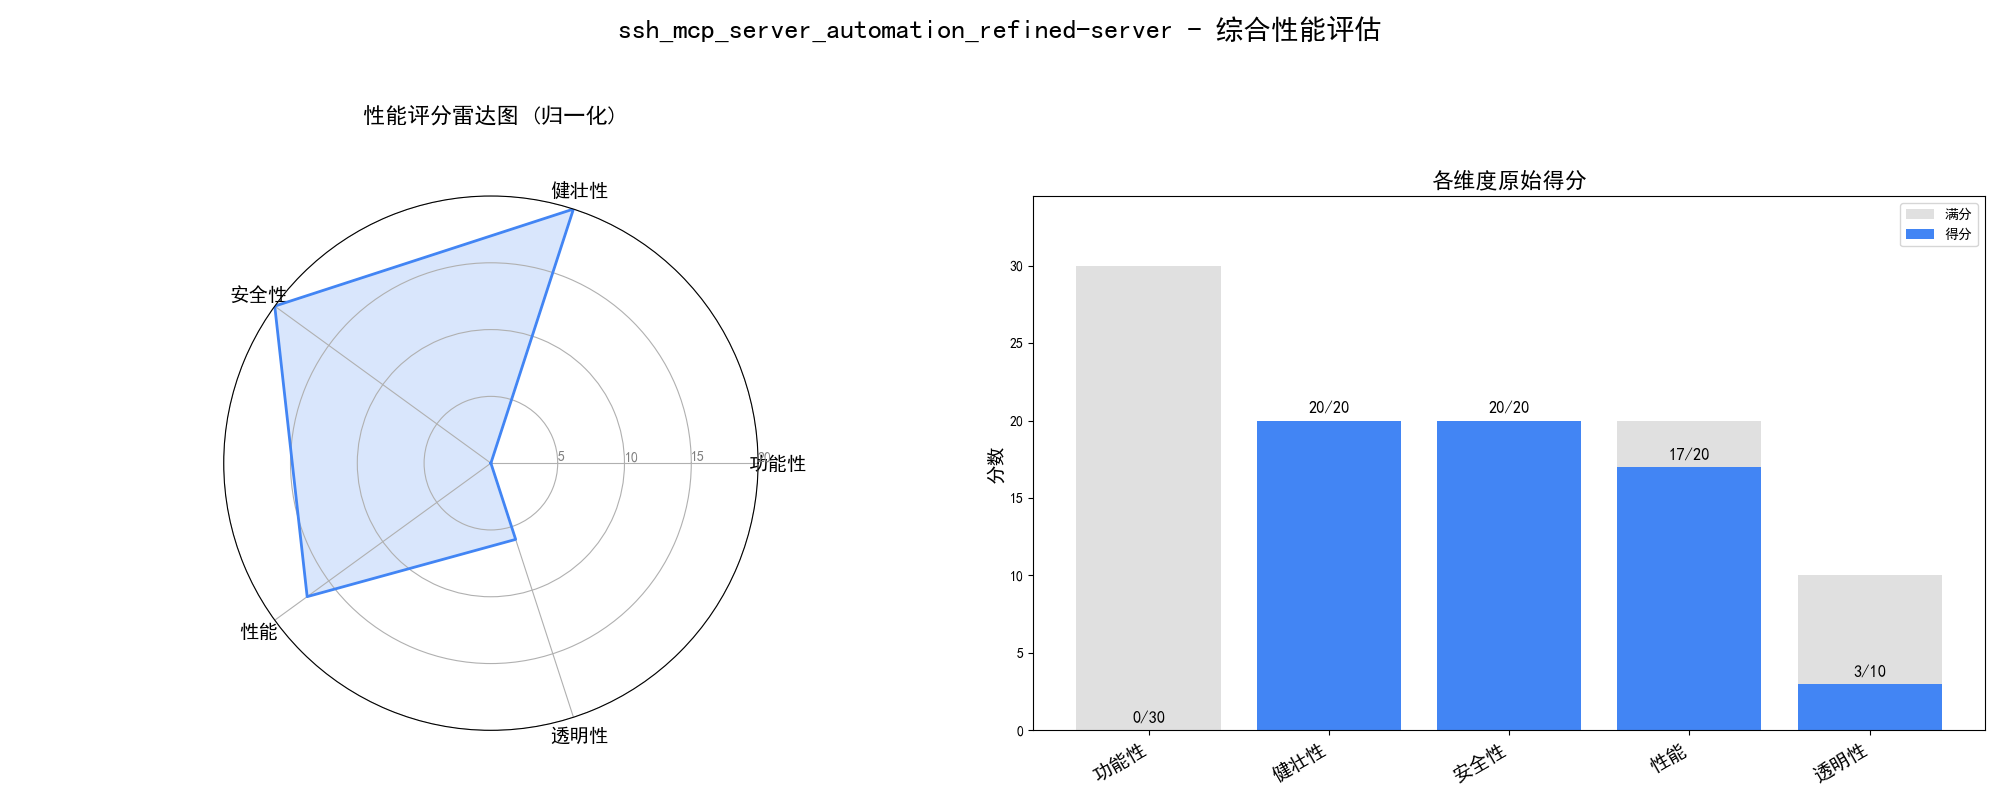 ssh_mcp_server_automation_refined-server - 综合性能评估
性能评分雷达图 (归一化)
健壮性
安全性
功能性
5
10
15
20
性能
透明性
各维度原始得分
满分
得分
分数
30
25
20
15
10
5
0
0/30
20/20
20/20
17/20
3/10
功能性
健壮性
安全性
性能
透明性